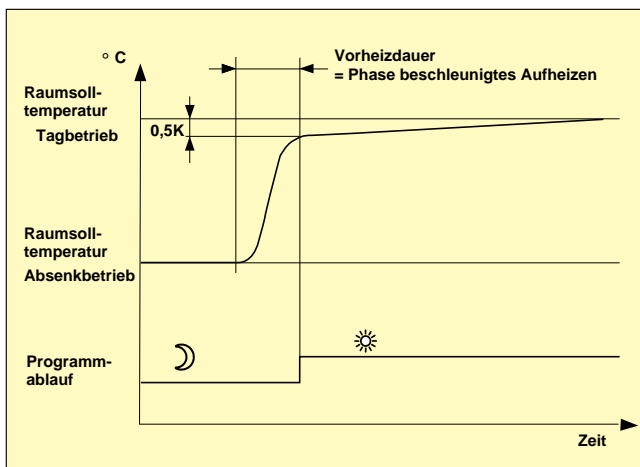 ° C
Vorheizdauer
= Phase beschleunigtes Aufheizen
Raumsoll-
temperatur
Tagbetrieb
0,5K
Raumsoll-
temperatur
Absenkbetrieb
Programm-
ablauf
Zeit